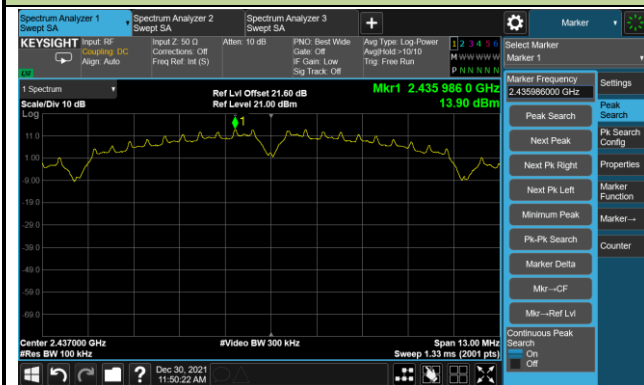 Spectrum Analyzer 1
Swept SA
Spectrum Analyzer 2
Swept SA
Spectrum Analyzer 3
Swept SA
+
Marker
KEYSIGHT
Input: RF
Coupling: DC
Align: Auto
Input Z: 50 Ω
Corrections: Off
Freq Ref: Int (S)
Atten: 10 dB
PNO: Best Wide
Gate: Off
IF Gain: Low
Sig Track: Off
Avg Type: Log-Power
Avg|Hold:>10/10
Trig: Free Run
1 2 3 4 5 6
M W W W W W
P N N N N N
LXI
Select Marker
Marker 1
1 Spectrum
Scale/Div 10 dB
Log
Ref Lvl Offset 21.60 dB
Ref Level 21.00 dBm
Mkr1 2.435 986 0 GHz
13.90 dBm
1
11.0
1.00
-9.00
-19.0
-29.0
-39.0
-49.0
-59.0
-69.0
Center 2.437000 GHz
#Res BW 100 kHz
#Video BW 300 kHz
Span 13.00 MHz
Sweep 1.33 ms (2001 pts)
Marker Frequency
2.435986000 GHz
Peak Search
Next Peak
Next Pk Right
Next Pk Left
Minimum Peak
Pk-Pk Search
Marker Delta
Mkr→CF
Mkr→Ref Lvl
Continuous Peak
Search
On
Off
Settings
Peak
Search
Pk Search
Config
Properties
Marker
Function
Marker→
Counter
?
Dec 30, 2021
11:50:22 AM